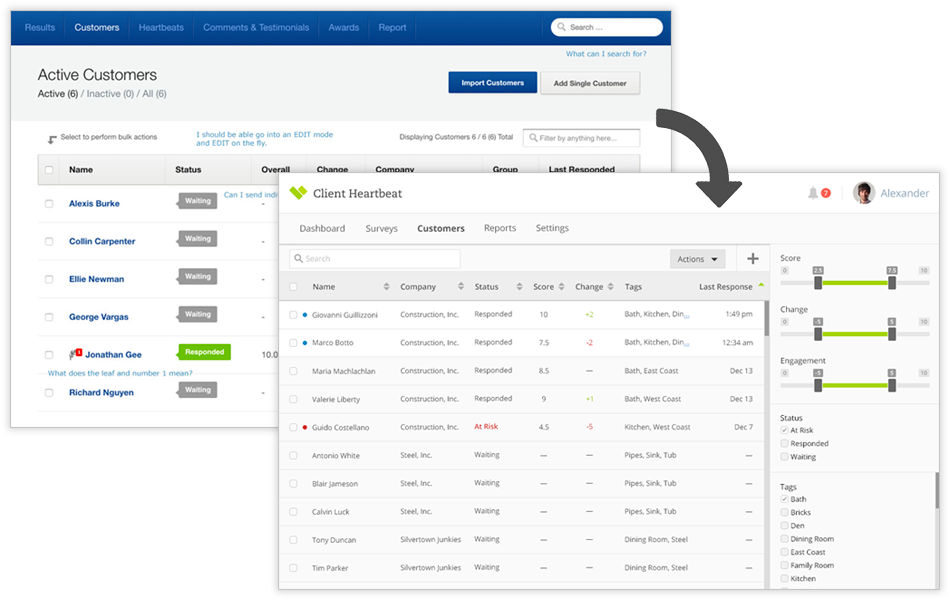 Results Customers Heartbeats Comments & Testimonials Awards Report Search ...
What can I search for?
Active Customers
Active (6) / Inactive (0) / All (6)
Import Customers Add Single Customer
Select to perform bulk actions
I should be able go into an EDIT mode
and EDIT on the fly.
Displaying Customers 6 / 6 (6) Total
Filter by anything here...
Name Status Overall Change Company Group Last Responded
Alexis Burke Waiting Can I send indi -
Collin Carpenter Waiting -
Ellie Newman Waiting -
George Vargas Waiting -
1 Jonathan Gee Responded 10.0
What does the leaf and number 1 mean?
Richard Nguyen Waiting -
Client Heartbeat 7 Alexander
Dashboard Surveys Customers Reports Settings
Search Actions +
Name Company Status Score Change Tags Last Response
Giovanni Guillizzoni Construction, Inc. Responded 10 +2 Bath, Kitchen, Din... 1:49 pm
Marco Botto Construction, Inc. Responded 7.5 -2 Bath, Kitchen, Din... 12:34 am
Maria Machlachlan Construction, Inc. Responded 8.5 — Bath, East Coast Dec 13
Valerie Liberty Construction, Inc. Responded 9 +1 Bath, West Coast Dec 13
Guido Costellano Construction, Inc. At Risk 4.5 -5 Kitchen, West Coast Dec 7
Antonio White Steel, Inc. Waiting — — Pipes, Sink, Tub —
Blair Jameson Steel, Inc. Waiting — — Pipes, Sink, Tub —
Calvin Luck Steel, Inc. Waiting — — Pipes, Sink, Tub —
Tony Duncan Silvertown Junkies Waiting — — Dining Room, Steel —
Tim Parker Silvertown Junkies Waiting — — Dining Room, Steel —
Score
0 2.5 7.5 10
Change
0 -5 5 10
Engagement
0 -5 5 10
Status
At Risk
Responded
Waiting
Tags
Bath
Bricks
Den
Dining Room
East Coast
Family Room
Kitchen